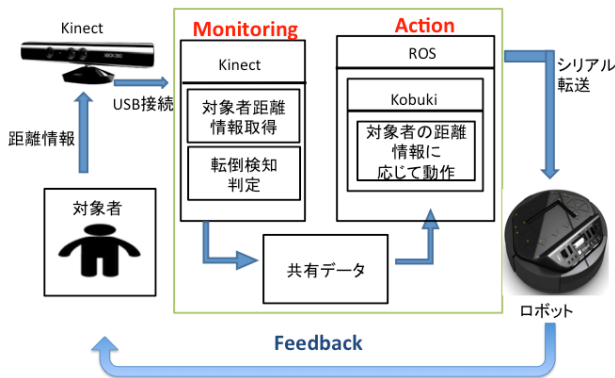 Kinect
Monitoring
Action
Kinect
ROS
シリアル
転送
USB接続
Kobuki
対象者距離
情報取得
対象者の距離
情報に
応じて動作
距離情報
転倒検知
判定
対象者
共有データ
ロボット
Feedback